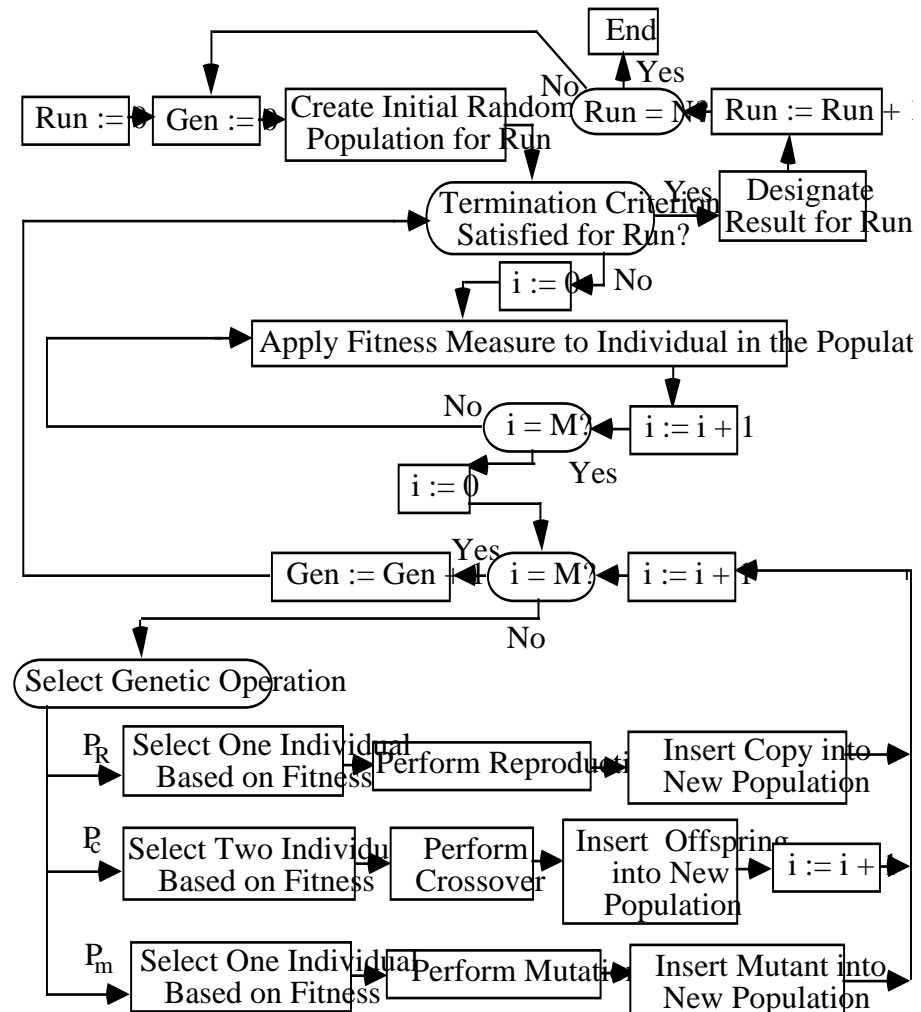 End
No
Yes
Run := 0
Gen := 0
Create Initial Random
Population for Run
Run = N?
Run := Run + 1
Termination Criterion
Satisfied for Run?
Yes
Designate
Result for Run
i := 0
No
Apply Fitness Measure to Individual in the Populat
No
i = M?
i := i + 1
Yes
i := 0
Gen := Gen + 1
Yes
i = M?
i := i + 1
No
Select Genetic Operation
P_R
Select One Individual
Based on Fitness
Perform Reproducti
Insert Copy into
New Population
P_c
Select Two Individu
Based on Fitness
Perform
Crossover
Insert Offspring
into New
Population
i := i + 1
P_m
Select One Individual
Based on Fitness
Perform Mutati
Insert Mutant into
New Population